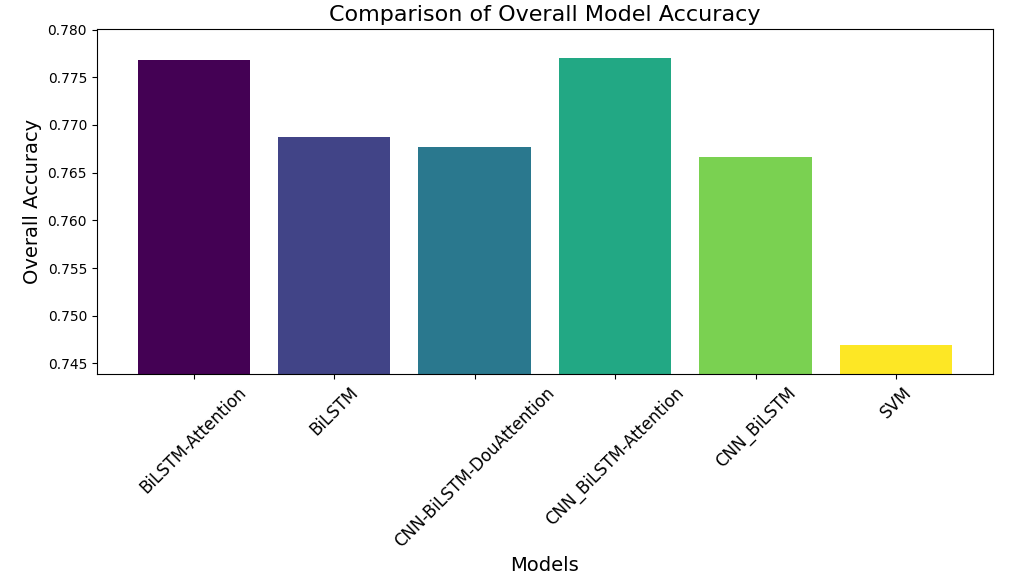 Comparison of Overall Model Accuracy
Overall Accuracy
0.780
0.775
0.770
0.765
0.760
0.755
0.750
0.745
BiLSTM-Attention
BiLSTM
CNN-BiLSTM-DouAttention
CNN_BiLSTM-Attention
CNN_BiLSTM
SVM
Models